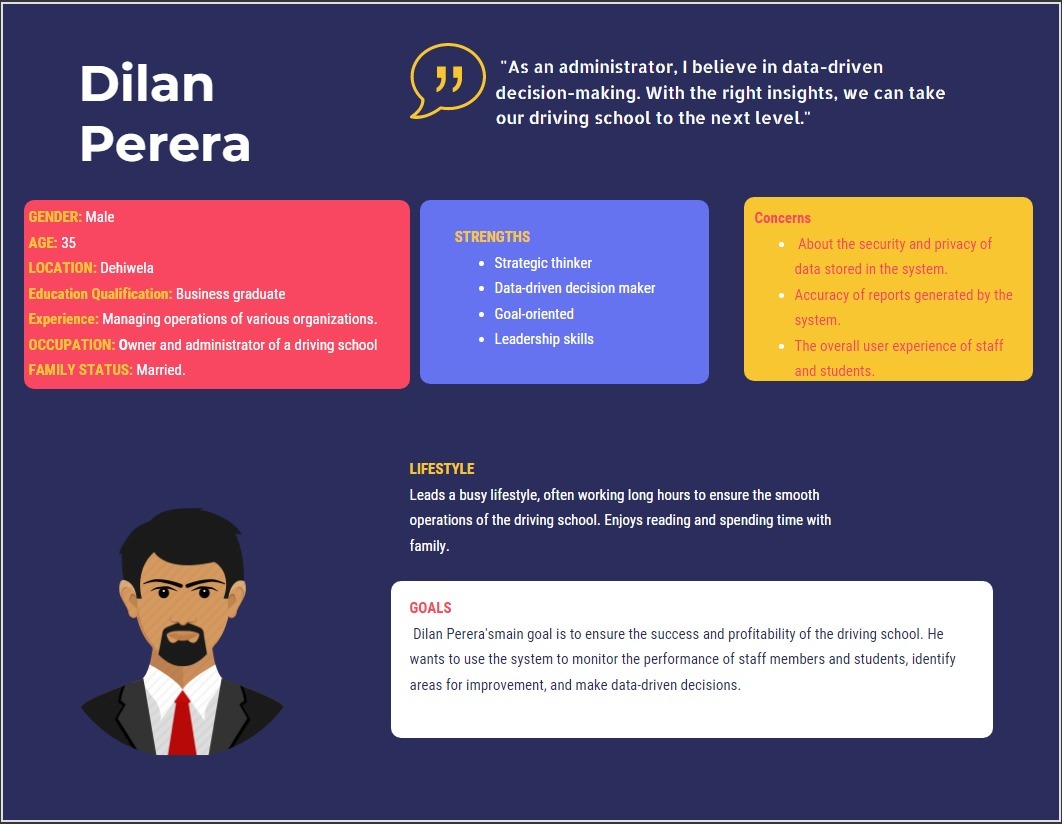 Dilan
Perera
"As an administrator, I believe in data-driven
decision-making. With the right insights, we can take
our driving school to the next level."
GENDER: Male
AGE: 35
LOCATION: Dehiwela
Education Qualification: Business graduate
Experience: Managing operations of various organizations.
OCCUPATION: Owner and administrator of a driving school
FAMILY STATUS: Married.
STRENGTHS
• Strategic thinker
• Data-driven decision maker
• Goal-oriented
• Leadership skills
Concerns
• About the security and privacy of
data stored in the system.
• Accuracy of reports generated by the
system.
• The overall user experience of staff
and students.
LIFESTYLE
Leads a busy lifestyle, often working long hours to ensure the smooth
operations of the driving school. Enjoys reading and spending time with
family.
GOALS
Dilan Perera'smain goal is to ensure the success and profitability of the driving school. He
wants to use the system to monitor the performance of staff members and students, identify
areas for improvement, and make data-driven decisions.